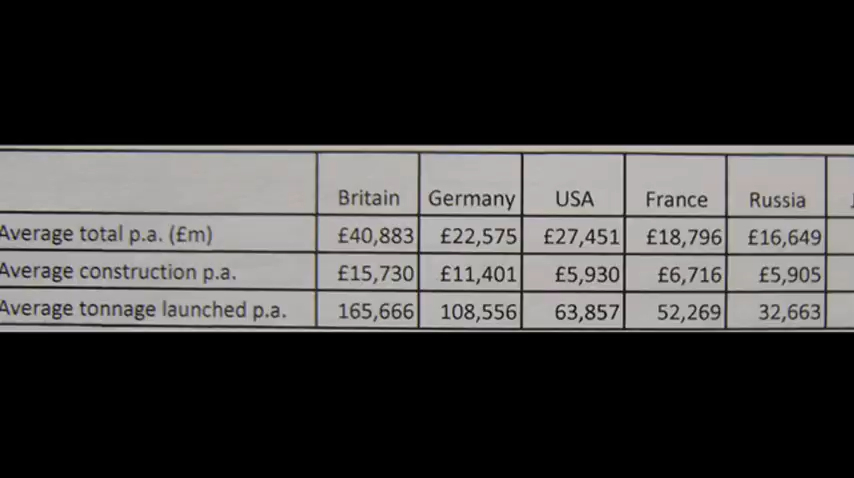 Britain Germany USA France Russia
Average total p.a. (£m) £40,883 £22,575 £27,451 £18,796 £16,649
Average construction p.a. £15,730 £11,401 £5,930 £6,716 £5,905
Average tonnage launched p.a. 165,666 108,556 63,857 52,269 32,663